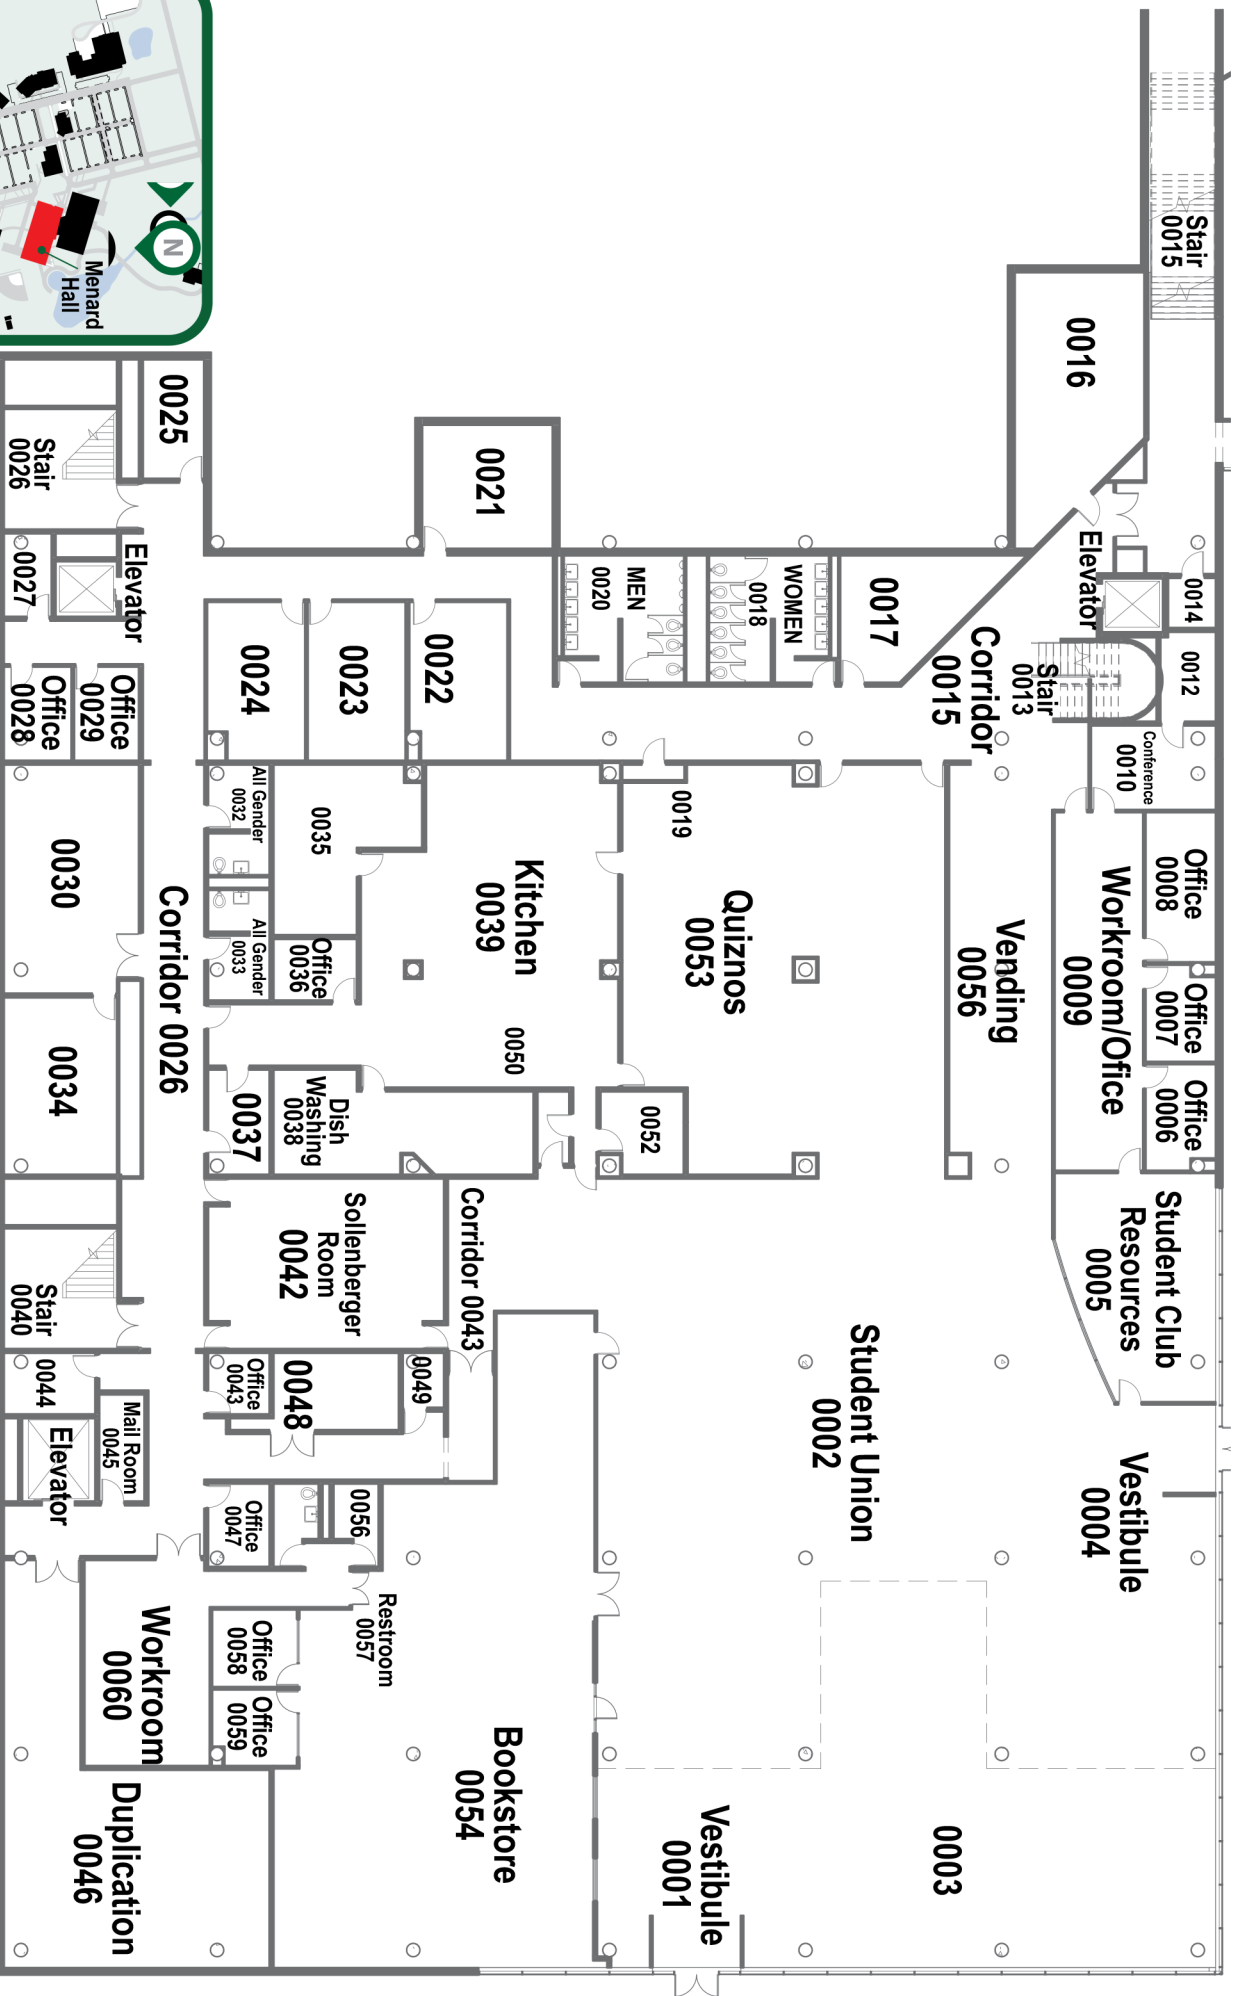 Stair
0015
0014
0012
Office
0008
Office
0007
Office
0006
Student Club
Resources
0005
Conference
0010
Workroom/Ofice
0009
Vestibule
0004
0016
Elevator
Stair
0013
Corridor
0015
Vending
0056
0003
0017
Student Union
0002
WOMEN
0018
Quiznos
0053
0019
Vestibule
0001
MEN
0020
0052
0021
Kitchen
0039
0050
Corridor 0043
Bookstore
0054
0022
0049
Restroom
0057
0023
0035
Office
0036
Dish
Washing
0038
Sollenberger
Room
0042
0048
0056
0024
All Gender
0032
All Gender
0033
0037
Office
0043
Office
0047
Office
0058
Office
0059
N
0025
Corridor 0026
Elevator
Mail Room
0045
Workroom
0060
Duplication
0046
Menard
Hall
Office
0029
0030
0034
Stair
0026
0027
Office
0028
Stair
0040
0044
Elevator